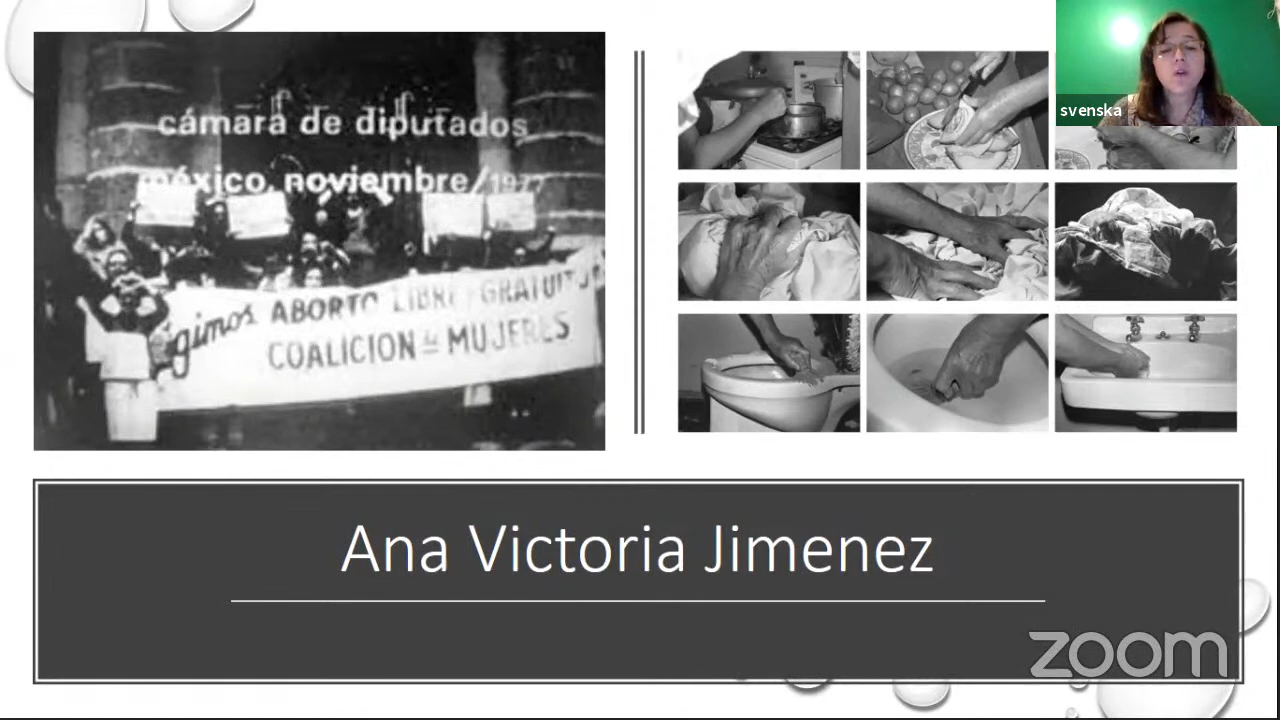 cámara de diputados
méxico, noviembre/1977
svenska
exigimos ABORTO LIBRE Y GRATUITO
COALICION de MUJERES
Ana Victoria Jimenez
zoom